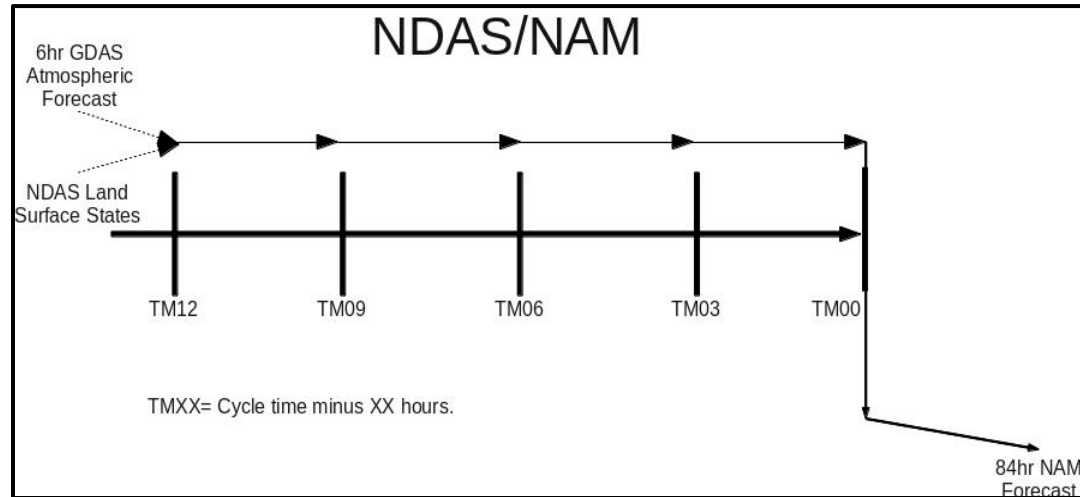 NDAS/NAM
6hr GDAS
Atmospheric
Forecast
NDAS Land
Surface States
TM12
TM09
TM06
TM03
TM00
TMXX= Cycle time minus XX hours.
84hr NAM
Forecast